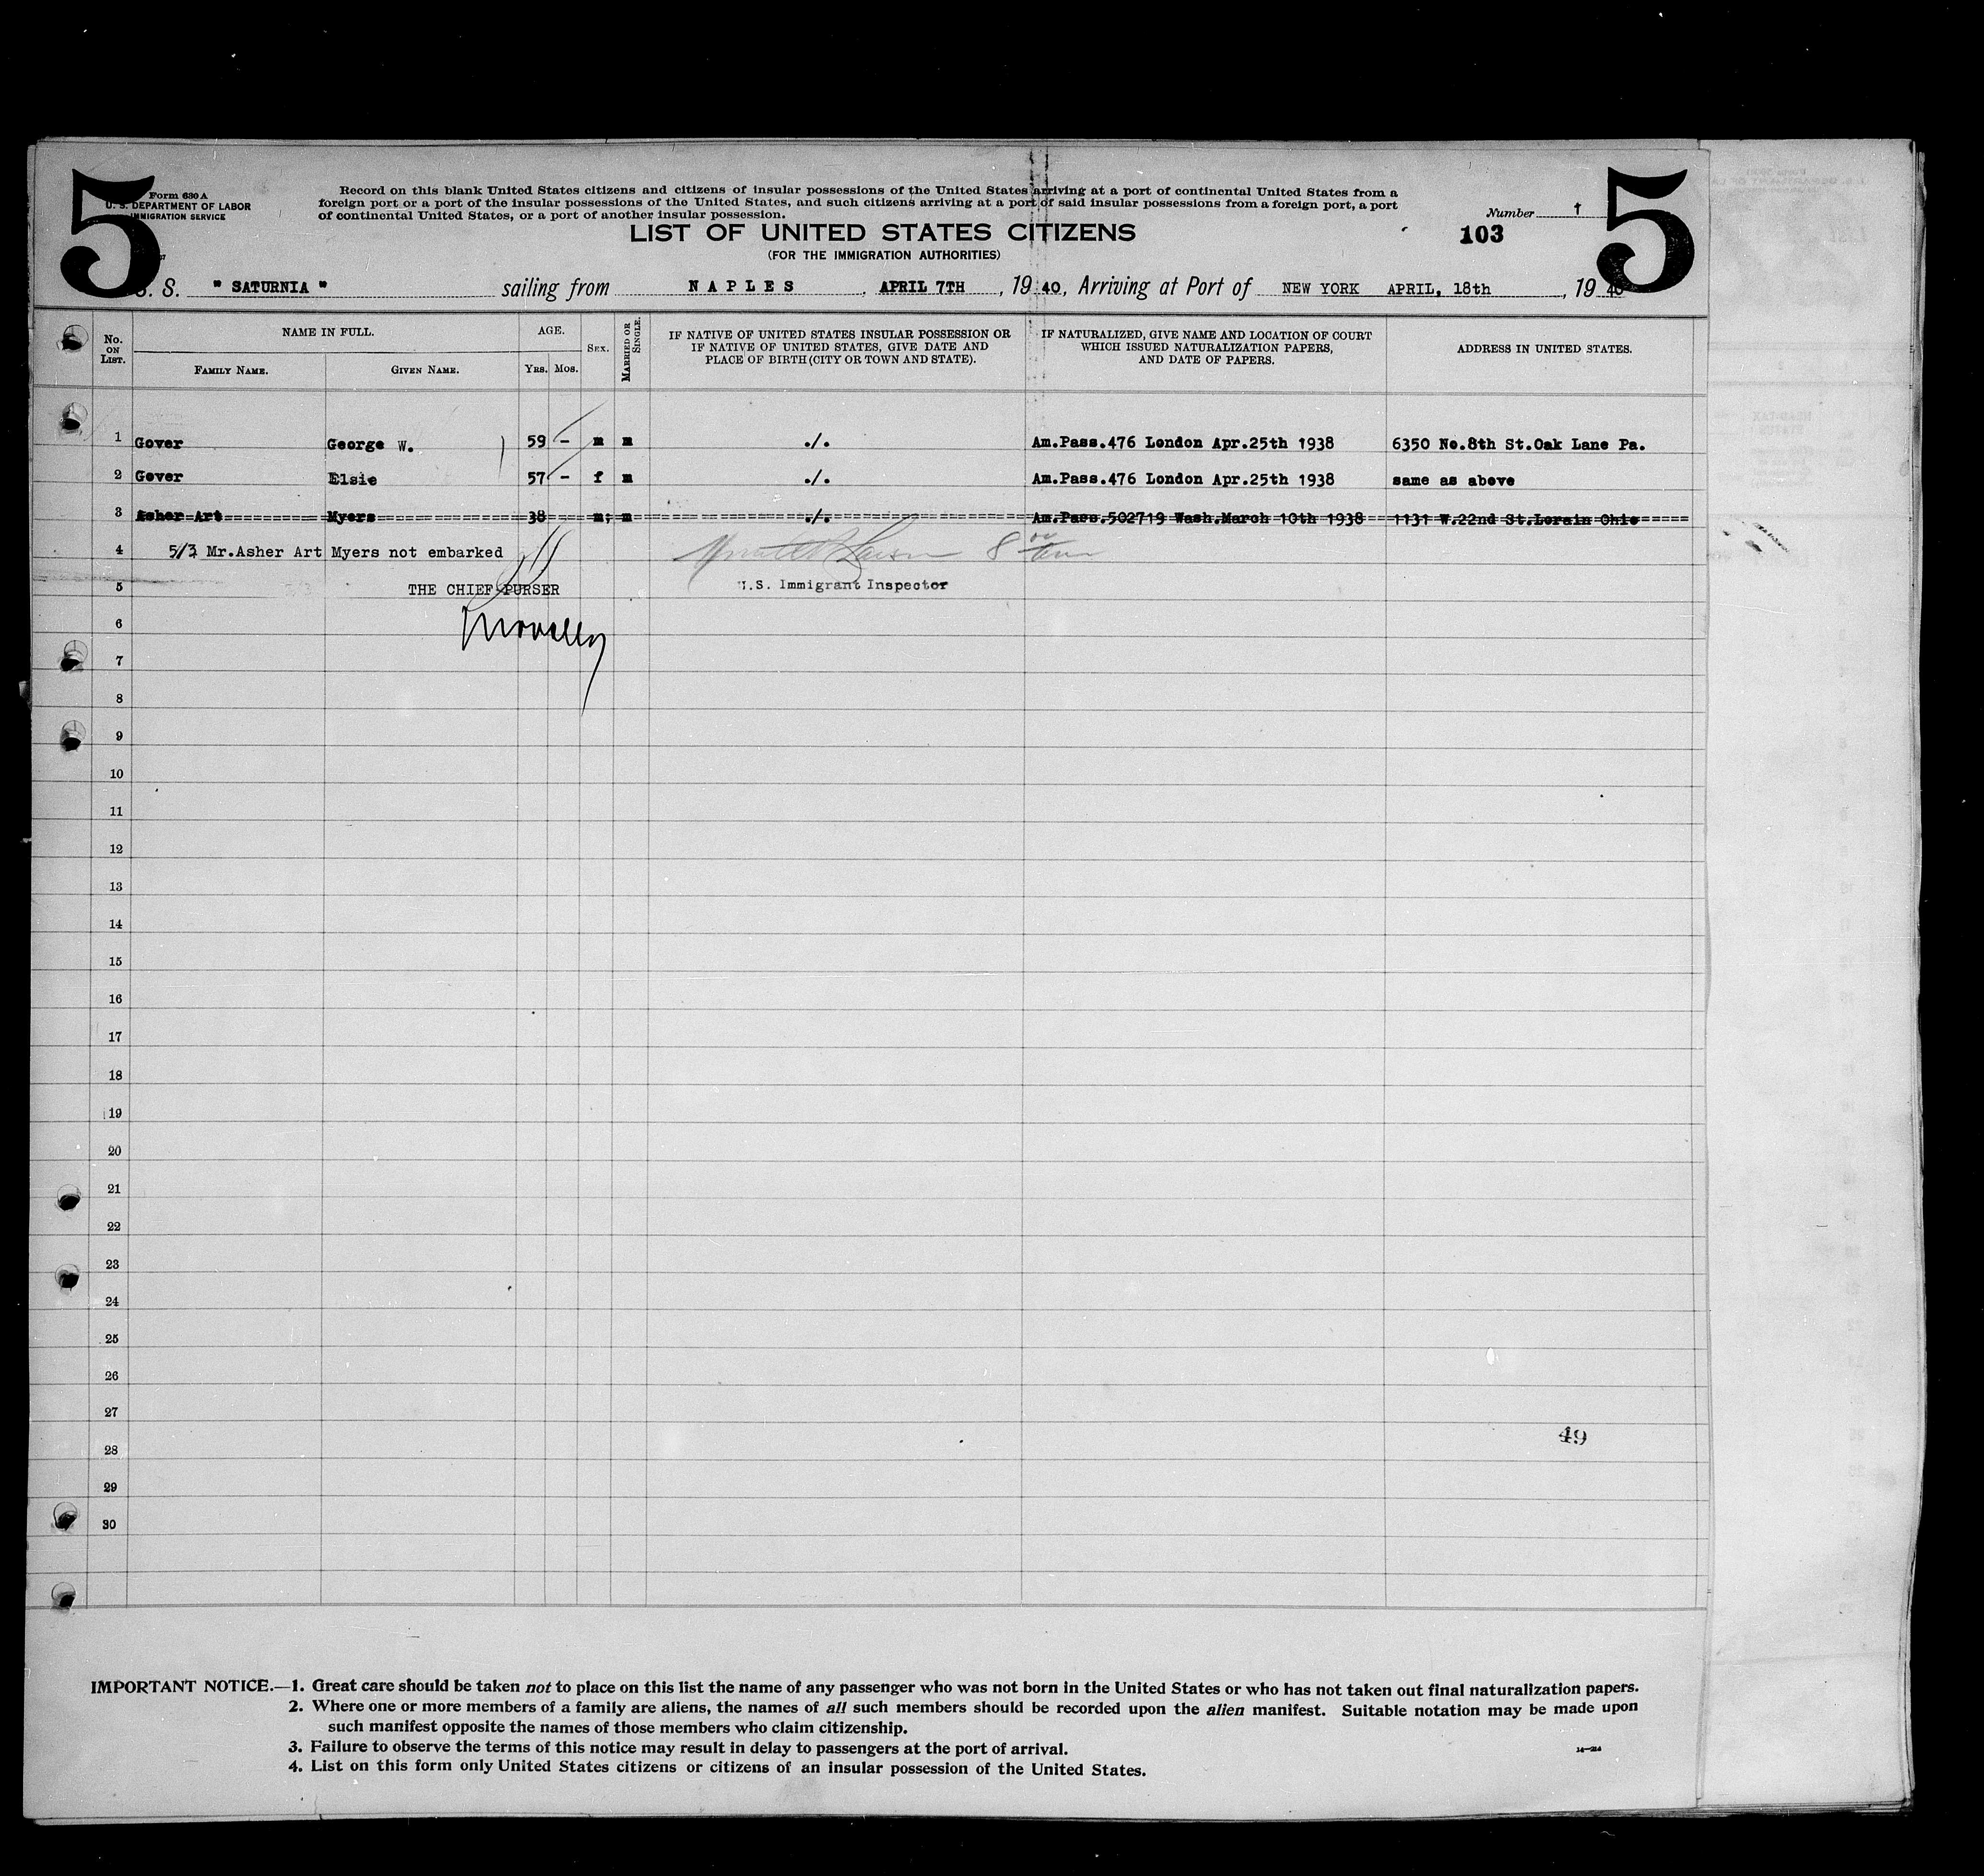 5
5
Form 630 A
U. S. DEPARTMENT OF LABOR
IMMIGRATION SERVICE
Record on this blank United States citizens and citizens of insular possessions of the United States arriving at a port of continental United States from a
foreign port or a port of the insular possessions of the United States, and such citizens arriving at a port of said insular possessions from a foreign port, a port
of continental United States, or a port of another insular possession.
Number
LIST OF UNITED STATES CITIZENS
103
(FOR THE IMMIGRATION AUTHORITIES)
S. S. " SATURNIA " sailing from NAPLES, APRIL 7TH, 19 40, Arriving at Port of NEW YORK APRIL, 18th, 19 40
No. ON LIST.
NAME IN FULL.
FAMILY NAME.
GIVEN NAME.
AGE.
YRS. MOS.
SEX.
MARRIED OR SINGLE.
IF NATIVE OF UNITED STATES INSULAR POSSESSION OR
IF NATIVE OF UNITED STATES, GIVE DATE AND
PLACE OF BIRTH (CITY OR TOWN AND STATE).
IF NATURALIZED, GIVE NAME AND LOCATION OF COURT
WHICH ISSUED NATURALIZATION PAPERS,
AND DATE OF PAPERS.
ADDRESS IN UNITED STATES.
1 Gover George W. 59 - m m ./. Am.Pass.476 London Apr.25th 1938 6350 No.8th St.Oak Lane Pa.
2 Gover Elsie 57 - f m ./. Am.Pass.476 London Apr.25th 1938 same as above
3 Asher Art Myers 38 m; m ./. Am.Pass.502719 Wash.March 10th 1938 1131 W.22nd St.Lorain Ohio
4 5/3 Mr.Asher Art Myers not embarked
5 THE CHIEF PURSER U.S. Immigrant Inspector
6
7
8
9
10
11
12
13
14
15
16
17
18
19
20
21
22
23
24
25
26
27
49
28
29
30
IMPORTANT NOTICE.—1. Great care should be taken not to place on this list the name of any passenger who was not born in the United States or who has not taken out final naturalization papers.
2. Where one or more members of a family are aliens, the names of all such members should be recorded upon the alien manifest. Suitable notation may be made upon
such manifest opposite the names of those members who claim citizenship.
3. Failure to observe the terms of this notice may result in delay to passengers at the port of arrival.
4. List on this form only United States citizens or citizens of an insular possession of the United States.